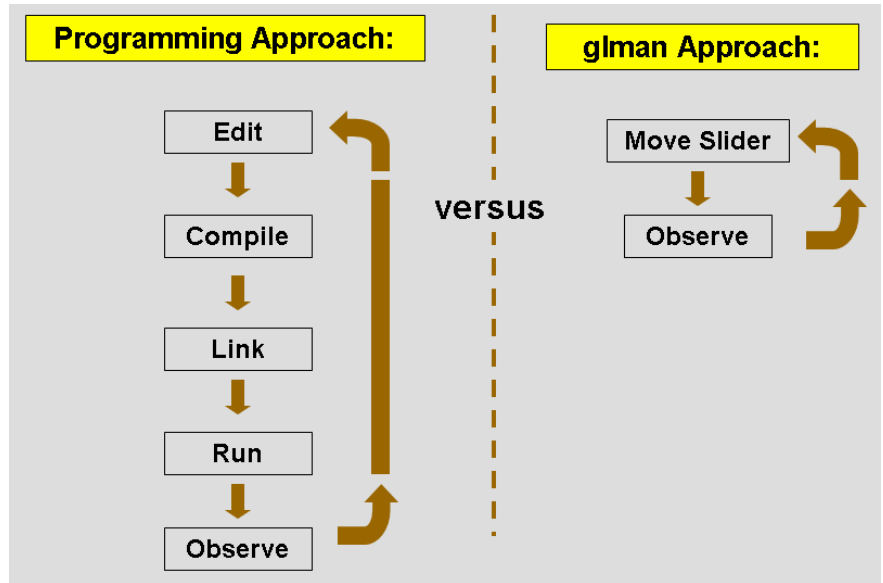 Programming Approach:
Edit
Compile
Link
Run
Observe
versus
glman Approach:
Move Slider
Observe